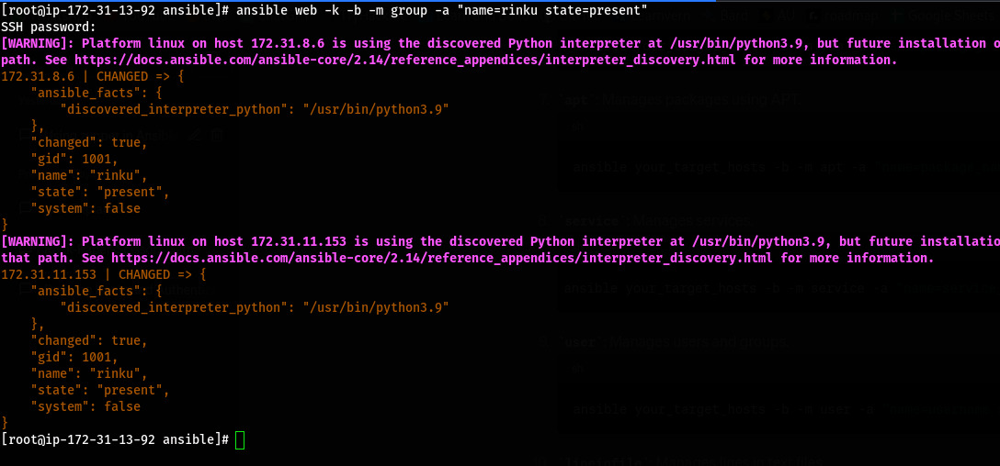 [root@ip-172-31-13-92 ansible]# ansible web -k -b -m group -a "name=rinku state=present"
SSH password:
[WARNING]: Platform linux on host 172.31.8.6 is using the discovered Python interpreter at /usr/bin/python3.9, but future installation o
path. See https://docs.ansible.com/ansible-core/2.14/reference_appendices/interpreter_discovery.html for more information.
172.31.8.6 | CHANGED => {
    "ansible_facts": {
        "discovered_interpreter_python": "/usr/bin/python3.9"
    },
    "changed": true,
    "gid": 1001,
    "name": "rinku",
    "state": "present",
    "system": false
}
[WARNING]: Platform linux on host 172.31.11.153 is using the discovered Python interpreter at /usr/bin/python3.9, but future installatio
that path. See https://docs.ansible.com/ansible-core/2.14/reference_appendices/interpreter_discovery.html for more information.
172.31.11.153 | CHANGED => {
    "ansible_facts": {
        "discovered_interpreter_python": "/usr/bin/python3.9"
    },
    "changed": true,
    "gid": 1001,
    "name": "rinku",
    "state": "present",
    "system": false
}
[root@ip-172-31-13-92 ansible]#